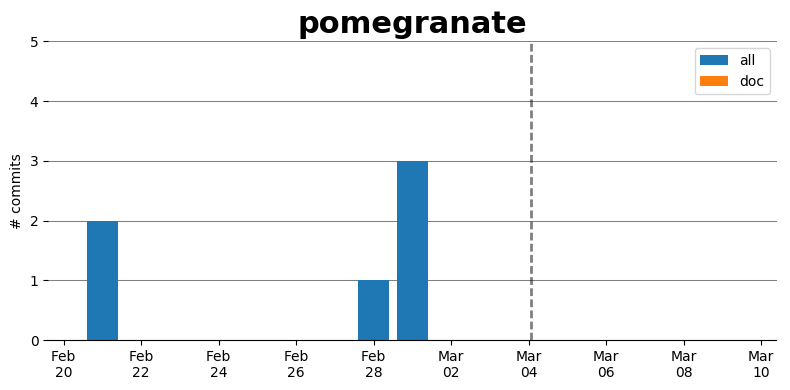 pomegranate
5
4
3
2
1
0
# commits
all
doc
Feb Feb Feb Feb Feb Mar Mar Mar Mar Mar
20 22 24 26 28 02 04 06 08 10